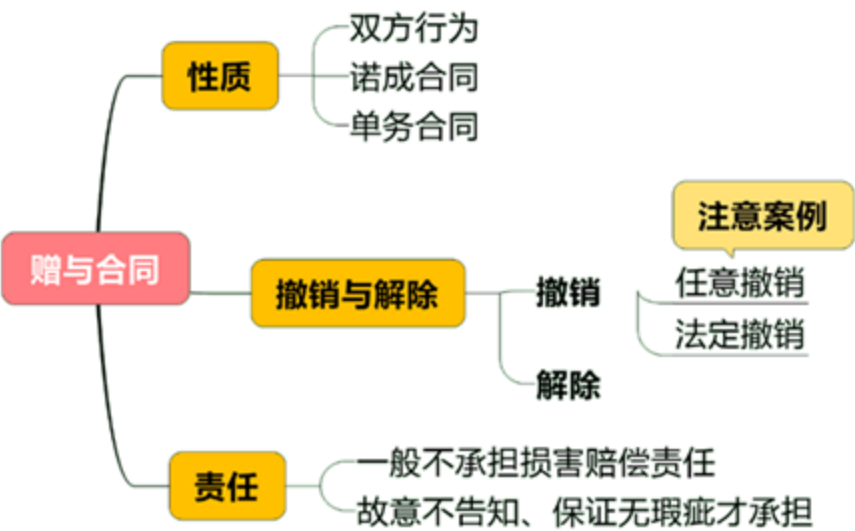 双方行为
性质
诺成合同
单务合同
注意案例
赠与合同
撤销与解除
撤销
任意撤销
法定撤销
解除
责任
一般不承担损害赔偿责任
故意不告知、保证无瑕疵才承担